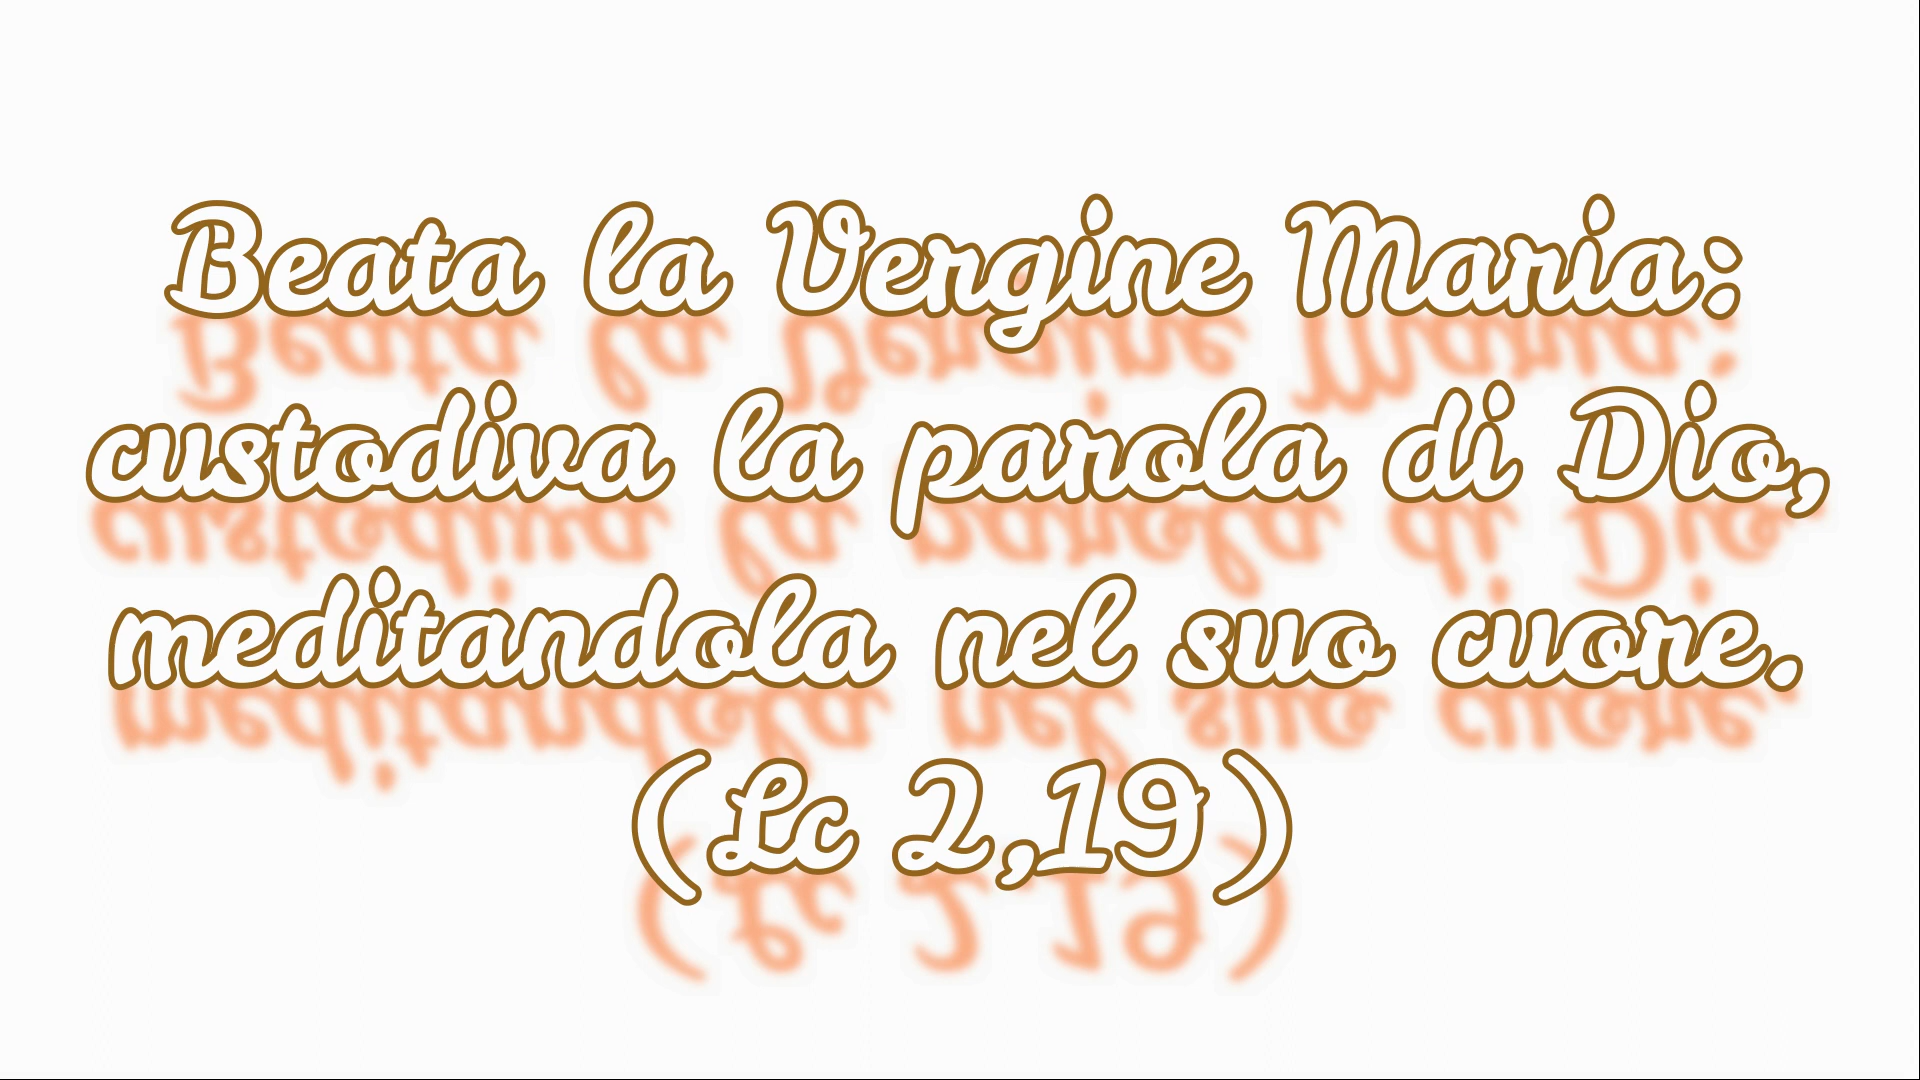 Beata la Vergine Maria:
custodiva la parola di Dio,
meditandola nel suo cuore.
(Lc 2,19)